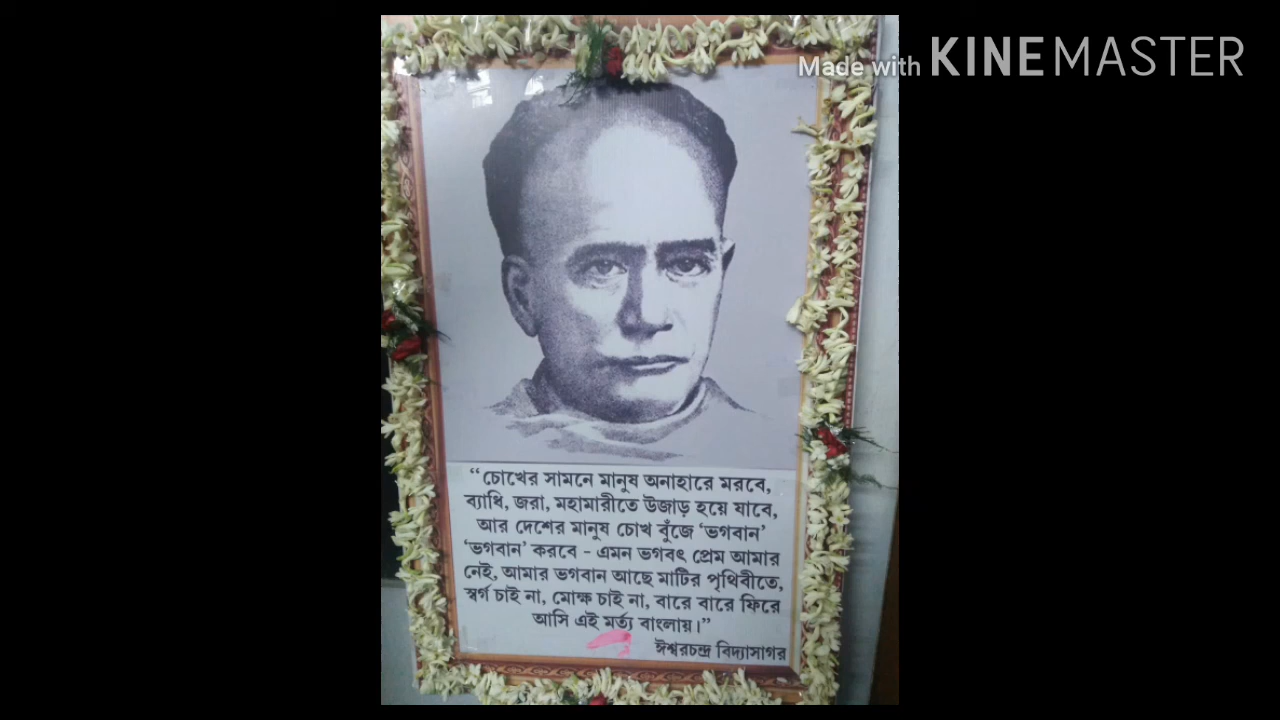 Made with KINEMASTER
“চোখের সামনে মানুষ অনাহারে মরবে,
ব্যাধি, জরা, মহামারীতে উজাড় হয়ে যাবে,
আর দেশের মানুষ চোখ বুঁজে ‘ভগবান’
‘ভগবান’ করবে - এমন ভগবৎ প্রেম আমার
নেই, আমার ভগবান আছে মাটির পৃথিবীতে,
স্বর্গ চাই না, মোক্ষ চাই না, বারে বারে ফিরে
আসি এই মর্ত্য বাংলায়।”
ঈশ্বরচন্দ্র বিদ্যাসাগর